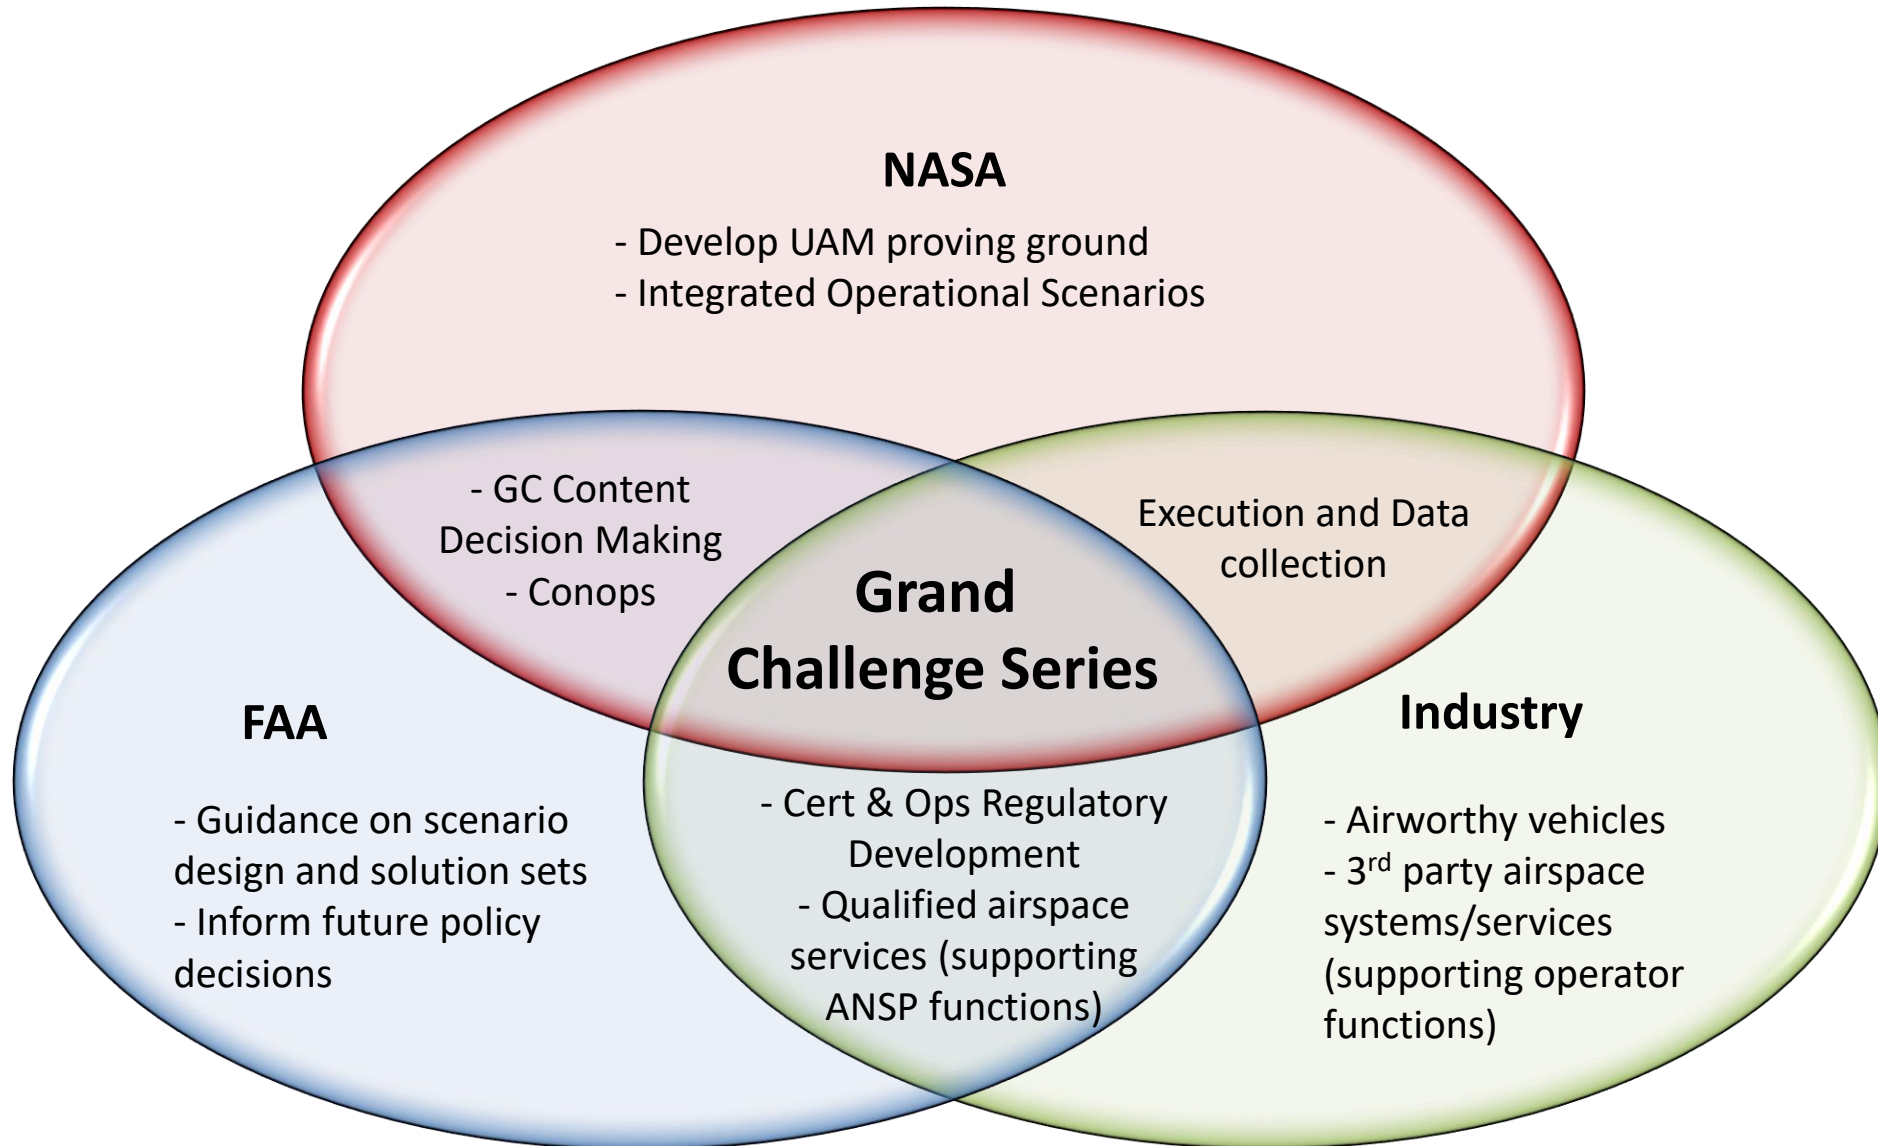 NASA
- Develop UAM proving ground
- Integrated Operational Scenarios
- GC Content
Decision Making
- Conops
Execution and Data
collection
Grand
Challenge Series
FAA
- Guidance on scenario
design and solution sets
- Inform future policy
decisions
- Cert & Ops Regulatory
Development
- Qualified airspace
services (supporting
ANSP functions)
Industry
- Airworthy vehicles
- 3rd party airspace
systems/services
(supporting operator
functions)